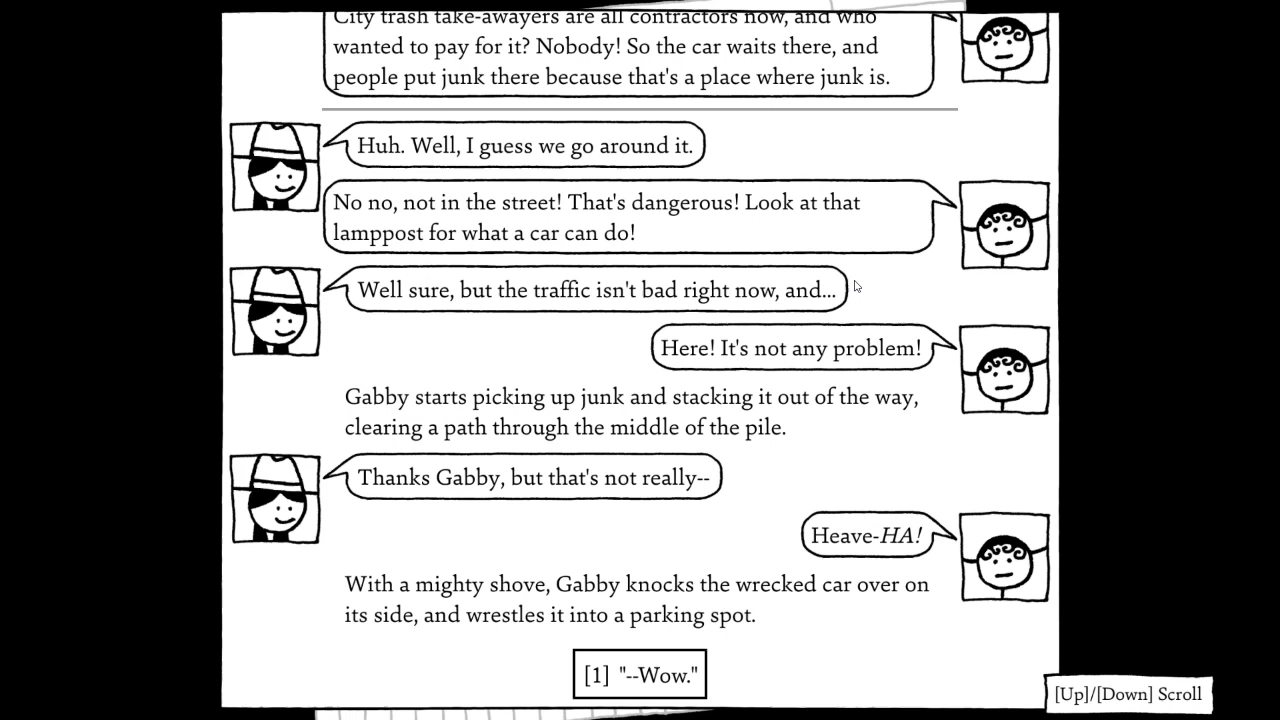 City trash take-awayers are all contractors now, and who
wanted to pay for it? Nobody! So the car waits there, and
people put junk there because that's a place where junk is.
Huh. Well, I guess we go around it.
No no, not in the street! That's dangerous! Look at that
lamppost for what a car can do!
Well sure, but the traffic isn't bad right now, and...
Here! It's not any problem!
Gabby starts picking up junk and stacking it out of the way,
clearing a path through the middle of the pile.
Thanks Gabby, but that's not really--
Heave-HA!
With a mighty shove, Gabby knocks the wrecked car over on
its side, and wrestles it into a parking spot.
[1] "--Wow."
[Up]/[Down] Scroll